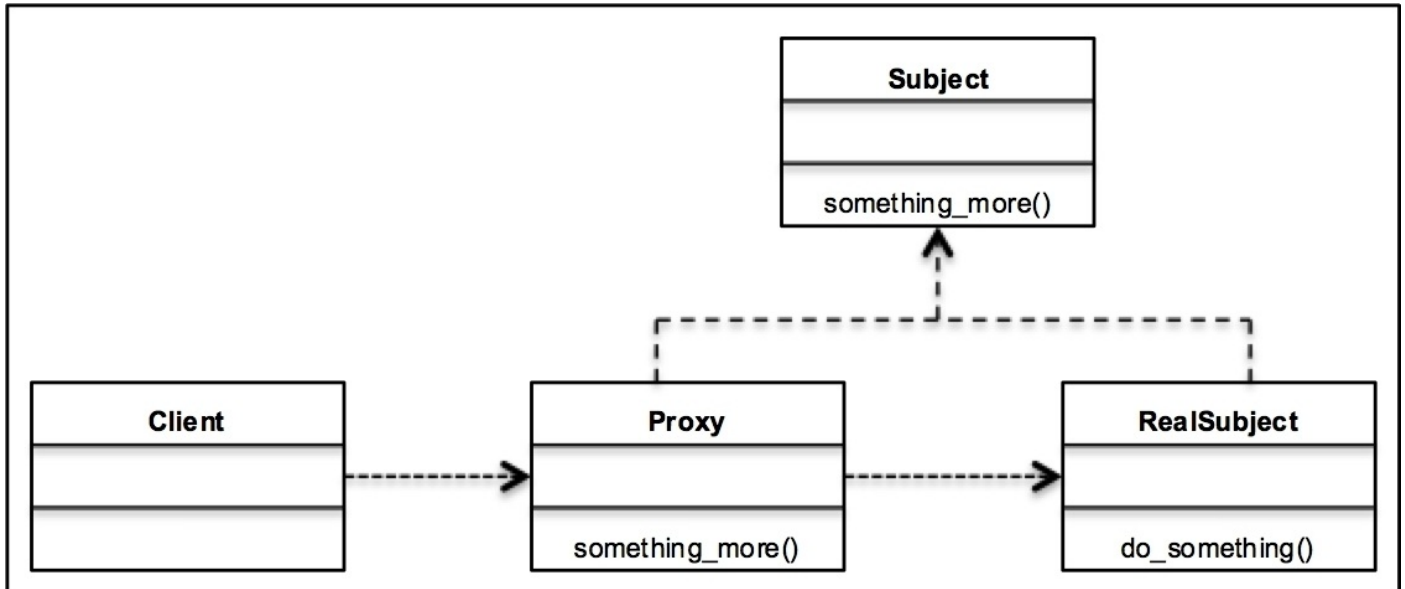 Subject
something_more()
Client
Proxy
something_more()
RealSubject
do_something()